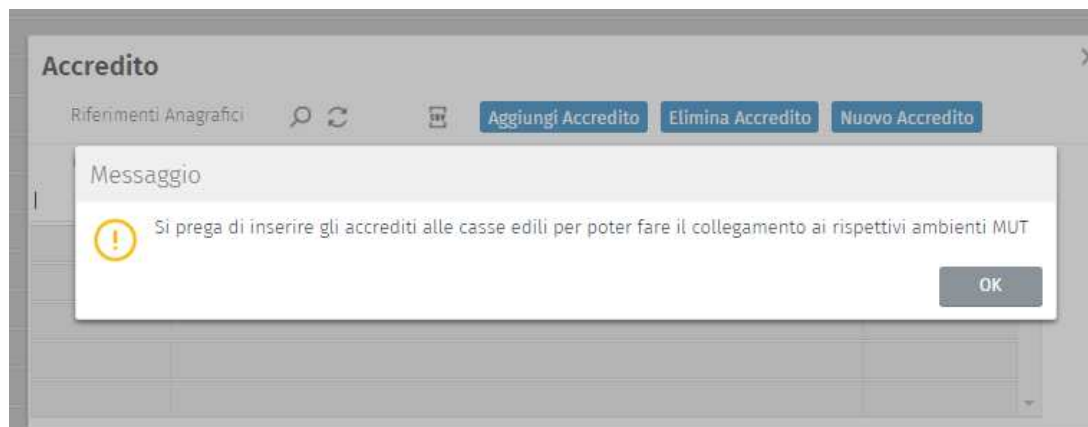 Accredito
Riferimenti Anagrafici Aggiungi Accredito Elimina Accredito Nuovo Accredito
Messaggio
Si prega di inserire gli accrediti alle casse edili per poter fare il collegamento ai rispettivi ambienti MUT
OK